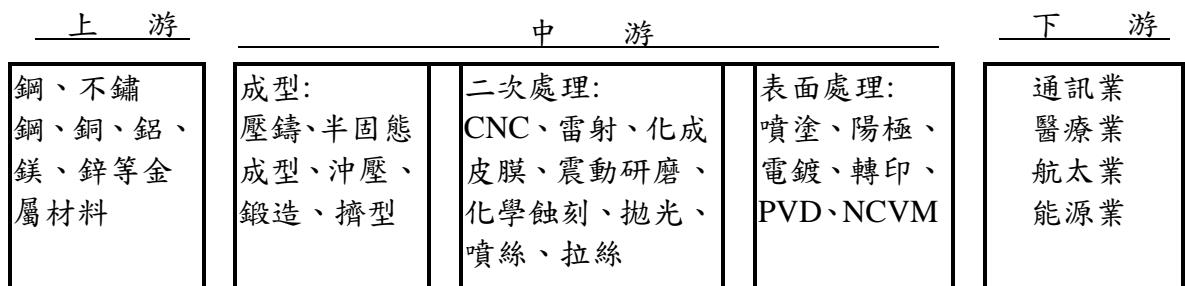 上 游
中 游
下 游
鋼、不鏽
鋼、銅、鋁、
鎂、鋅等金
屬材料
成型:
壓鑄、半固態
成型、沖壓、
鍛造、擠型
二次處理:
CNC、雷射、化成
皮膜、震動研磨、
化學蝕刻、拋光、
噴絲、拉絲
表面處理:
噴塗、陽極、
電鍍、轉印、
PVD、NCVM
通訊業
醫療業
航太業
能源業